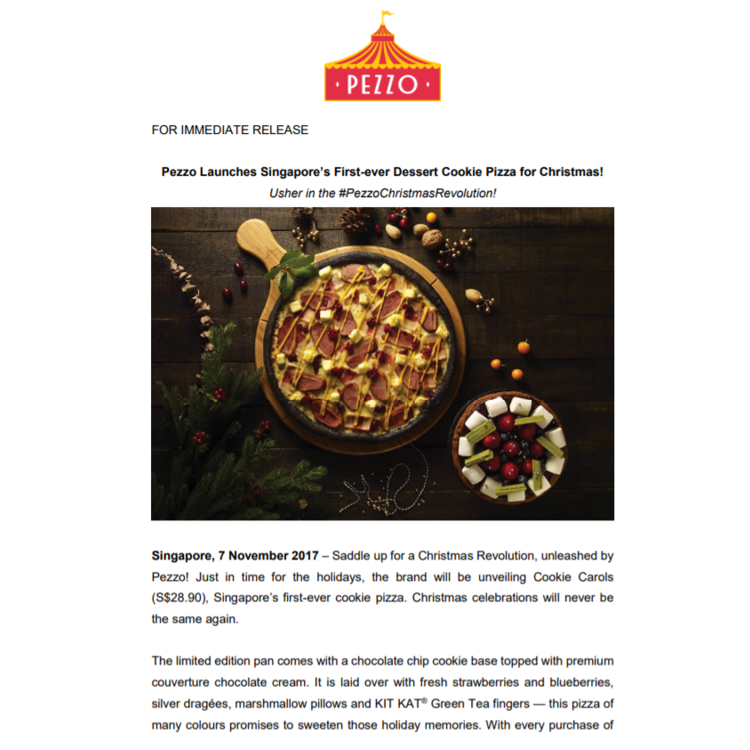 PEZZO
FOR IMMEDIATE RELEASE
Pezzo Launches Singapore's First-ever Dessert Cookie Pizza for Christmas!
Usher in the #PezzoChristmasRevolution!
Singapore, 7 November 2017 – Saddle up for a Christmas Revolution, unleashed by
Pezzo! Just in time for the holidays, the brand will be unveiling Cookie Carols
(S$28.90), Singapore's first-ever cookie pizza. Christmas celebrations will never be
the same again.
The limited edition pan comes with a chocolate chip cookie base topped with premium
couverture chocolate cream. It is laid over with fresh strawberries and blueberries,
silver dragées, marshmallow pillows and KIT KAT® Green Tea fingers — this pizza of
many colours promises to sweeten those holiday memories. With every purchase of